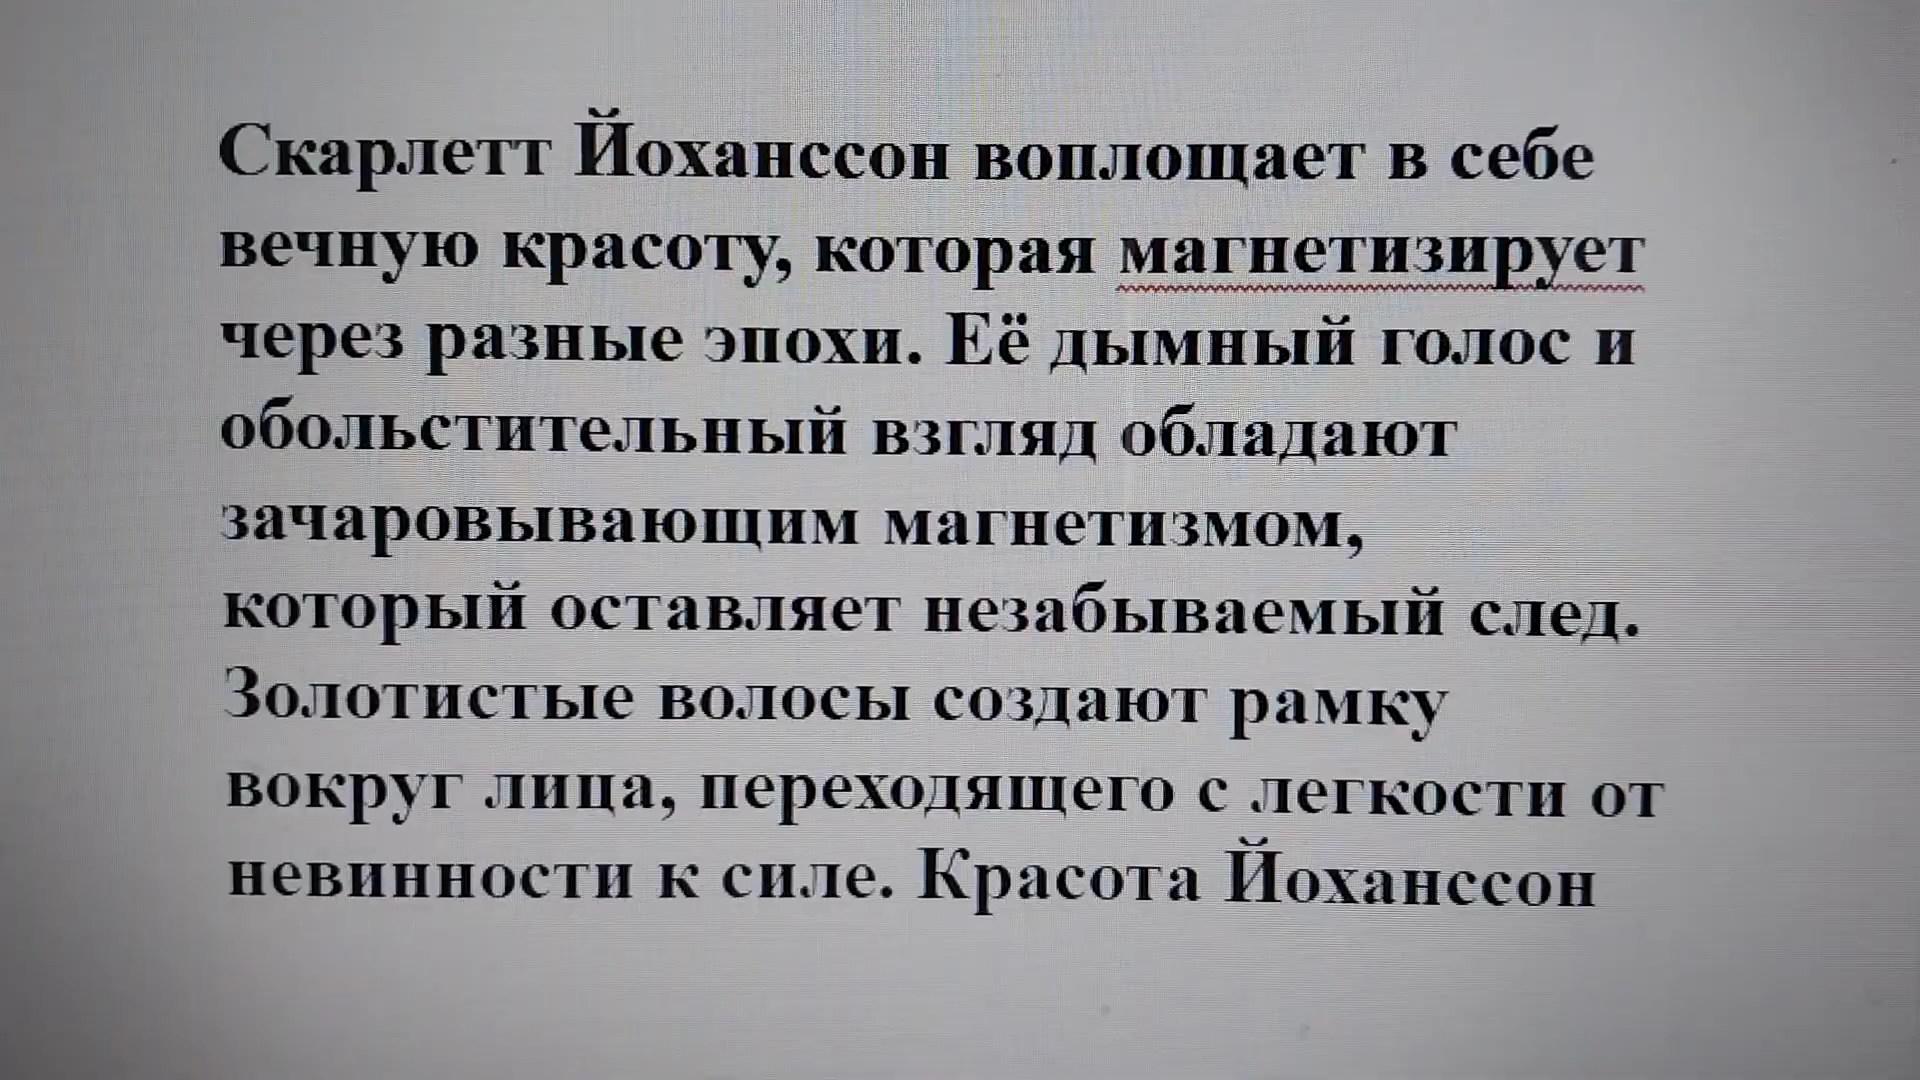 Скарлетт Йоханссон воплощает в себе
вечную красоту, которая магнетизирует
через разные эпохи. Её дымный голос и
обольстительный взгляд обладают
зачаровывающим магнетизмом,
который оставляет незабываемый след.
Золотистые волосы создают рамку
вокруг лица, переходящего с легкости от
невинности к силе. Красота Йоханссон